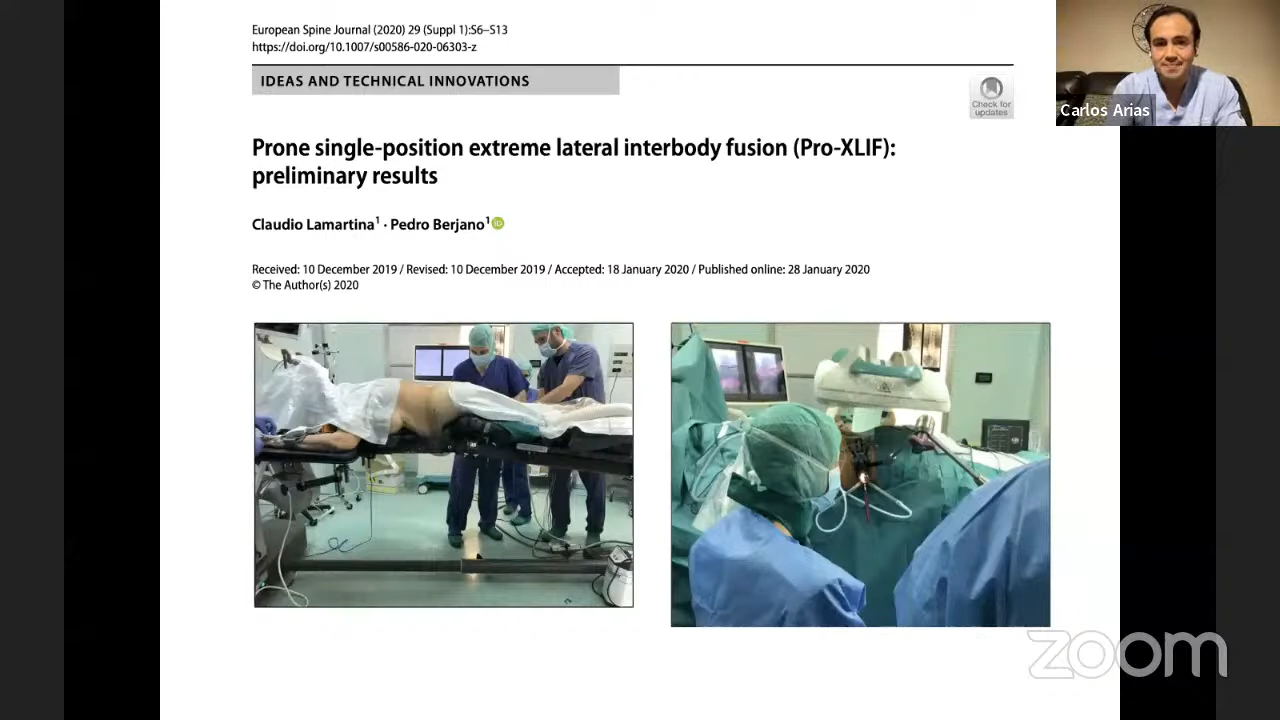 European Spine Journal (2020) 29 (Suppl 1):S6–S13
https://doi.org/10.1007/s00586-020-06303-z
IDEAS AND TECHNICAL INNOVATIONS
Check for
updates
Carlos Arias
Prone single-position extreme lateral interbody fusion (Pro-XLIF):
preliminary results
Claudio Lamartina1 · Pedro Berjano1 iD
Received: 10 December 2019 / Revised: 10 December 2019 / Accepted: 18 January 2020 / Published online: 28 January 2020
© The Author(s) 2020
zoom